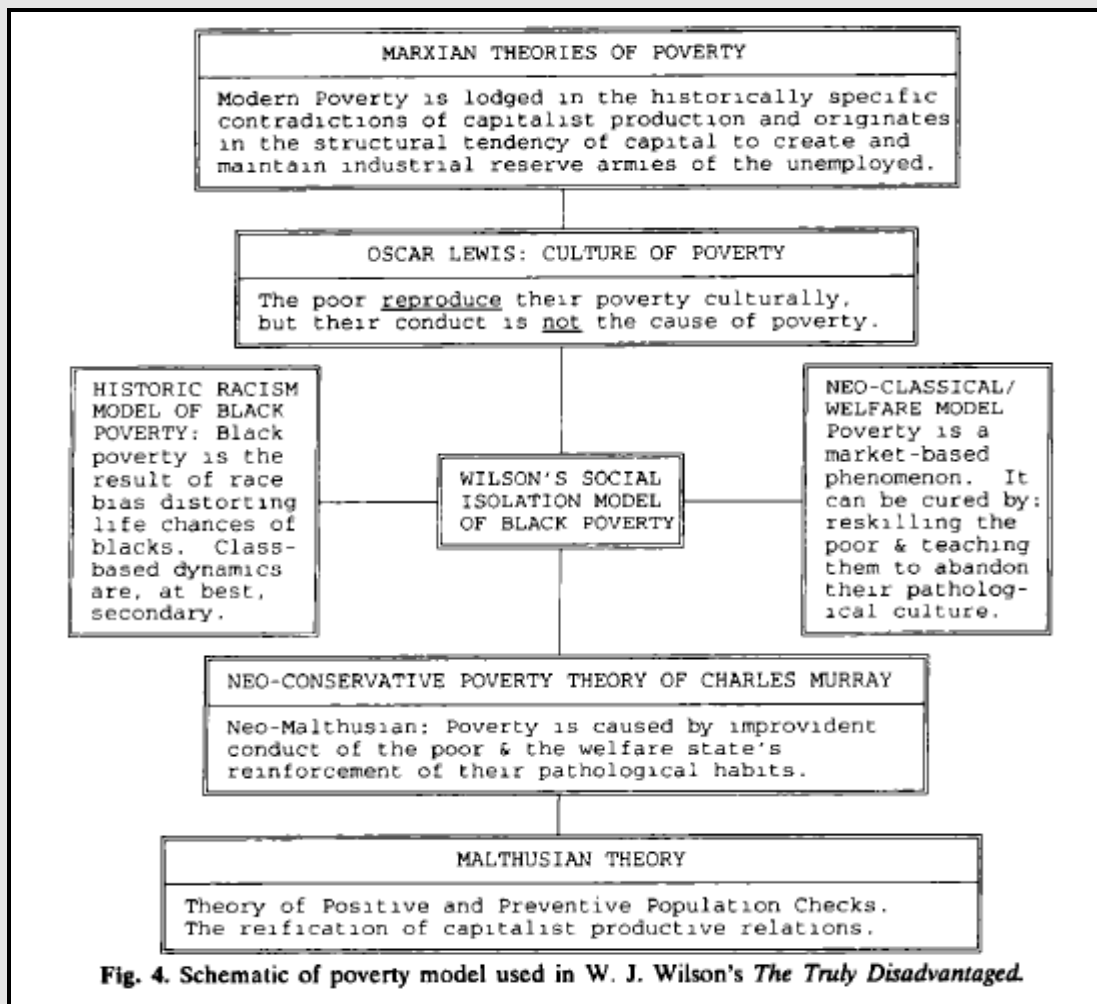 MARXIAN THEORIES OF POVERTY
Modern Poverty is lodged in the historically specific
contradictions of capitalist production and originates
in the structural tendency of capital to create and
maintain industrial reserve armies of the unemployed.
OSCAR LEWIS: CULTURE OF POVERTY
The poor reproduce their poverty culturally,
but their conduct is not the cause of poverty.
HISTORIC RACISM
MODEL OF BLACK
POVERTY: Black
poverty is the
result of race
bias distorting
life chances of
blacks. Class-
based dynamics
are, at best,
secondary.
WILSON'S SOCIAL
ISOLATION MODEL
OF BLACK POVERTY
NEO-CLASSICAL/
WELFARE MODEL
Poverty is a
market-based
phenomenon. It
can be cured by:
reskilling the
poor & teaching
them to abandon
their patholog-
ical culture.
NEO-CONSERVATIVE POVERTY THEORY OF CHARLES MURRAY
Neo-Malthusian: Poverty is caused by improvident
conduct of the poor & the welfare state's
reinforcement of their pathological habits.
MALTHUSIAN THEORY
Theory of Positive and Preventive Population Checks.
The reification of capitalist productive relations.
Fig. 4. Schematic of poverty model used in W. J. Wilson's The Truly Disadvantaged.